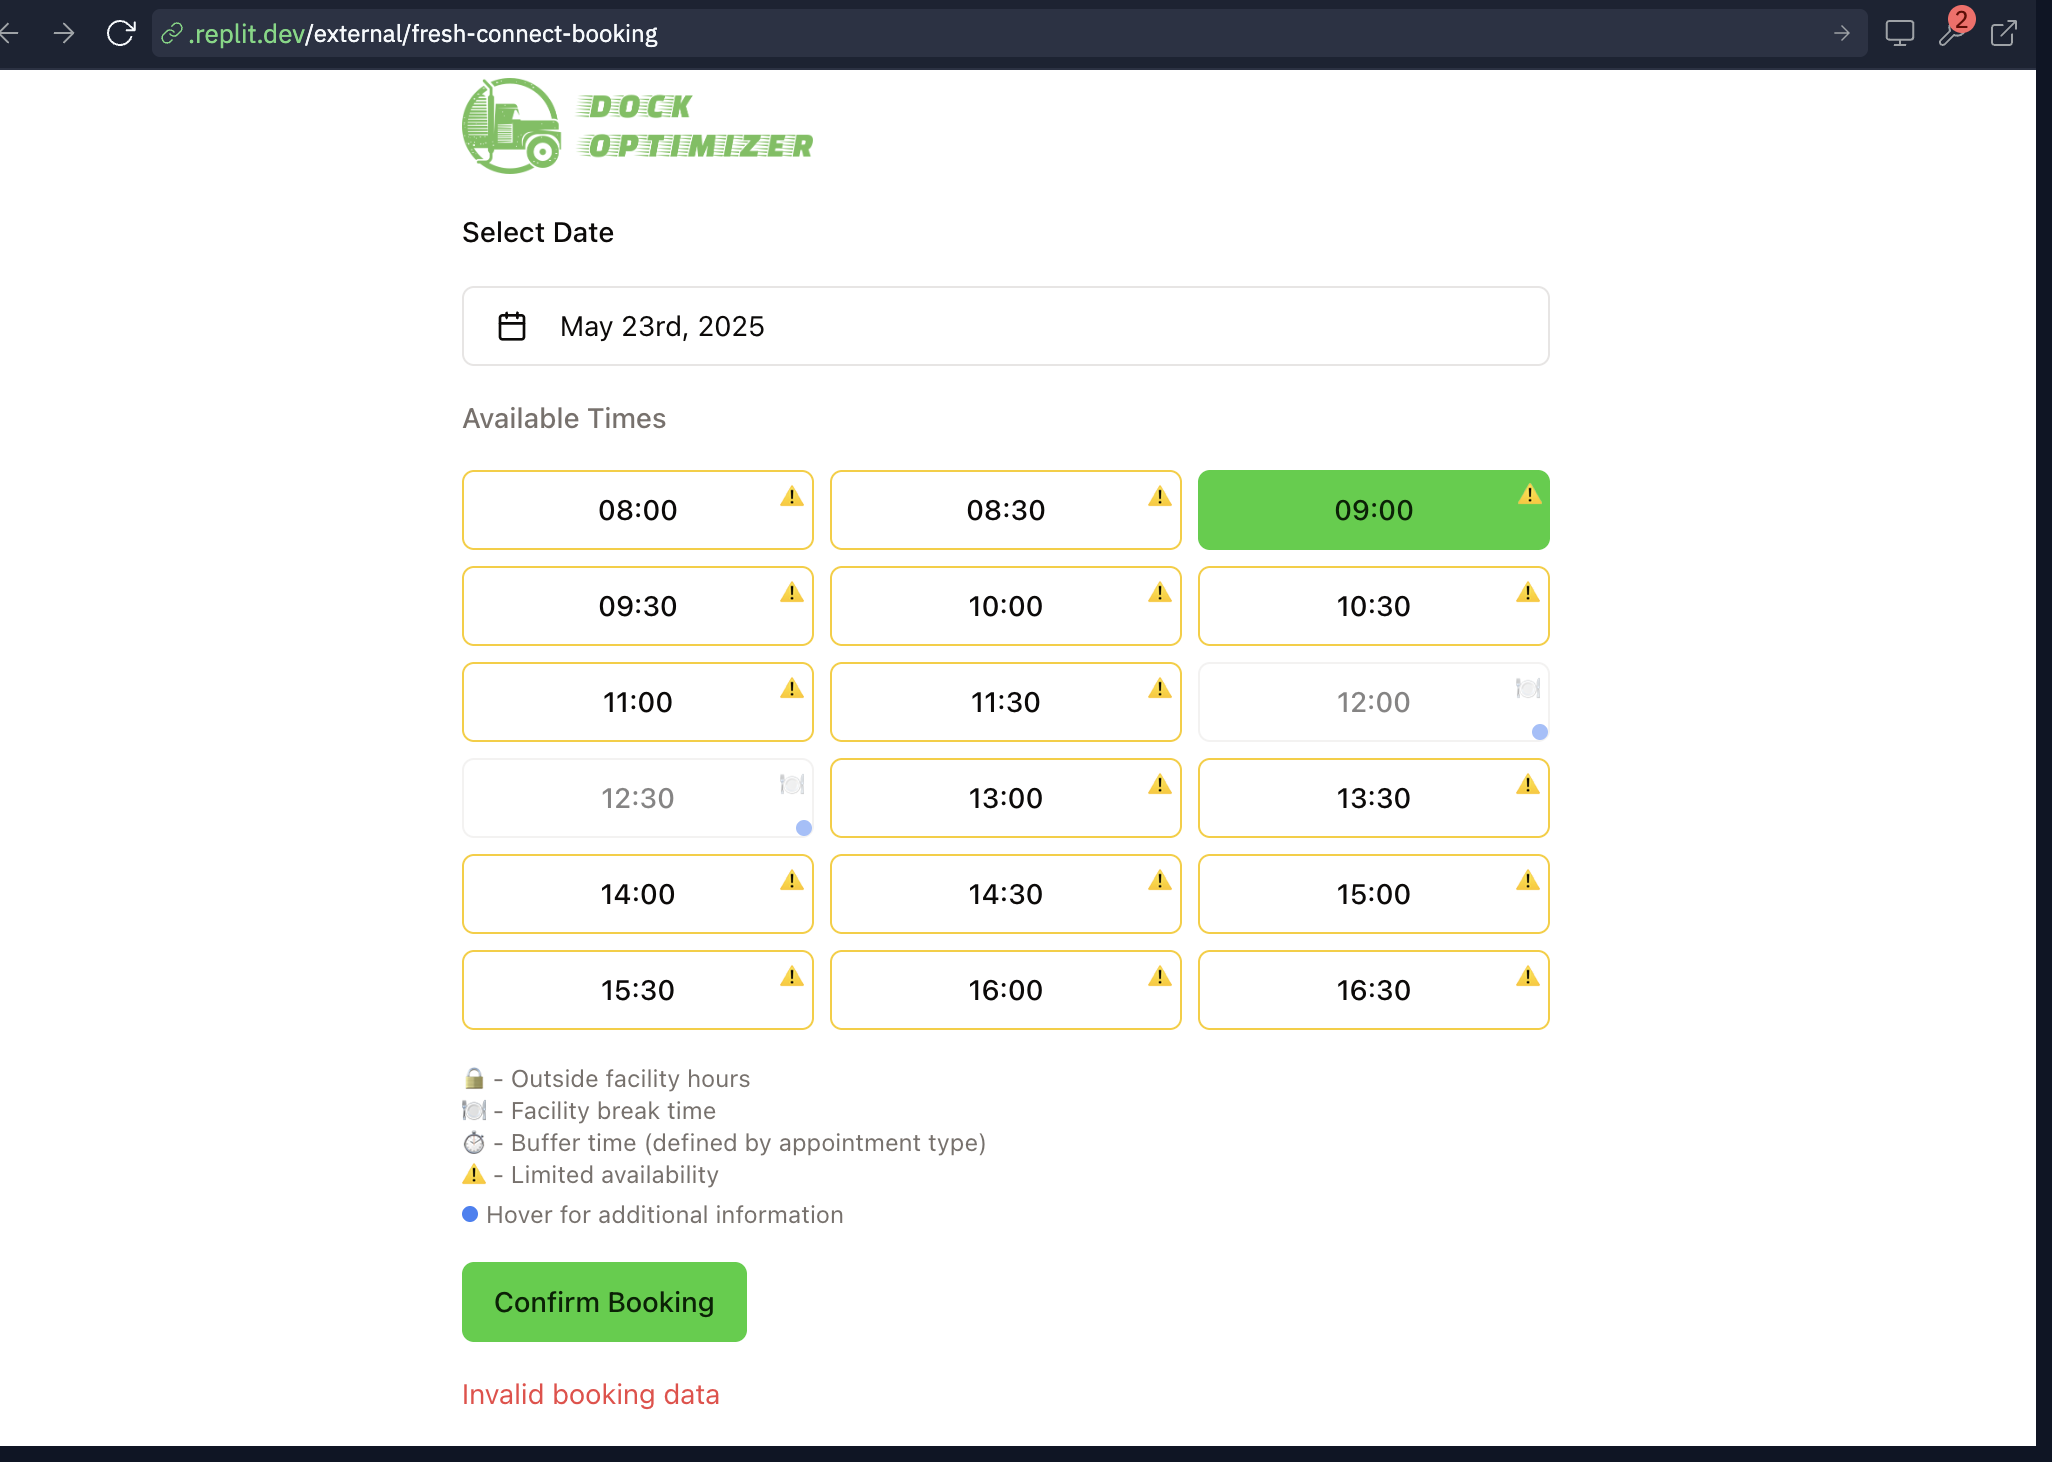 .replit.dev/external/fresh-connect-booking
2
DOCK
OPTIMIZER
Select Date
May 23rd, 2025
Available Times
08:00
08:30
09:00
09:30
10:00
10:30
11:00
11:30
12:00
12:30
13:00
13:30
14:00
14:30
15:00
15:30
16:00
16:30
🔒 - Outside facility hours
🍽️ - Facility break time
⏱️ - Buffer time (defined by appointment type)
⚠️ - Limited availability
Hover for additional information
Confirm Booking
Invalid booking data